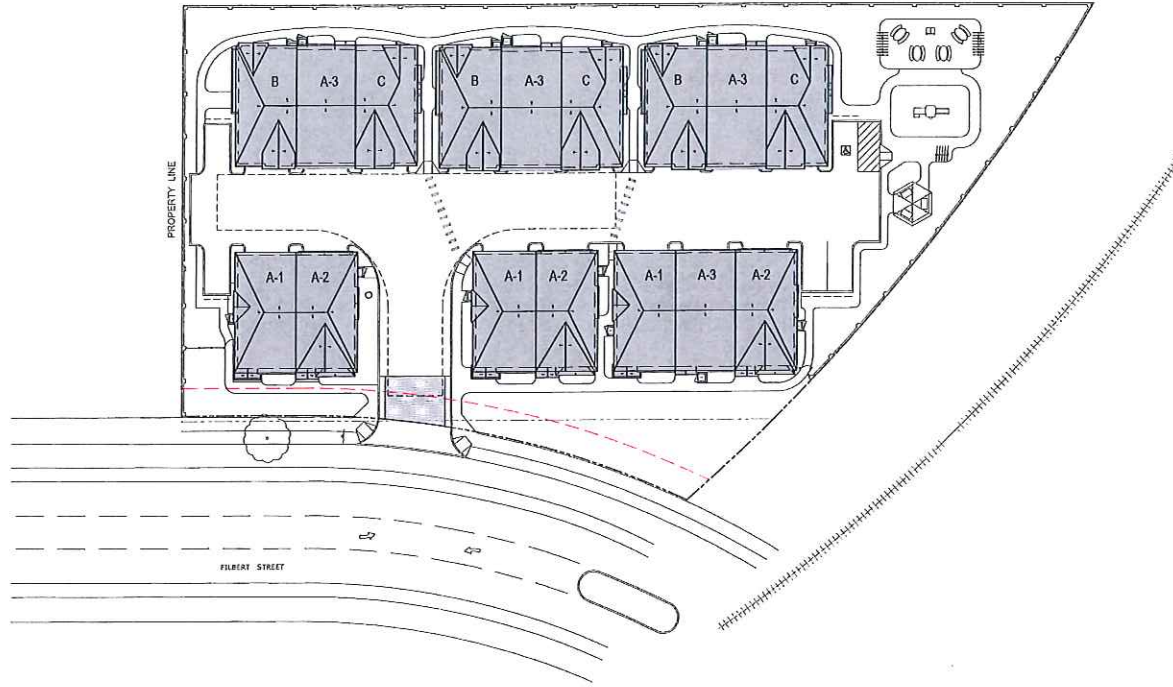 B A-3 C B A-3 C B A-3 C
PROPERTY LINE
A-1 A-2 A-1 A-2 A-1 A-3 A-2
FILBERT STREET